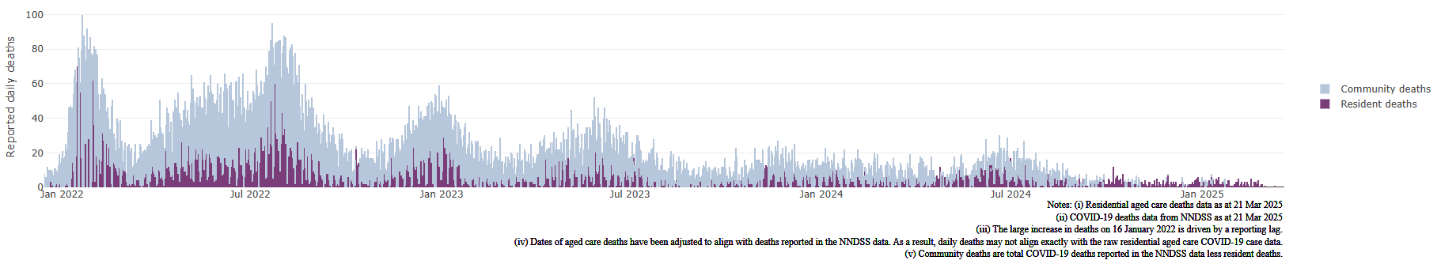 100
80
60
40
20
0
Reported daily deaths
Jan 2022
Jul 2022
Jan 2023
Jul 2023
Jan 2024
Jul 2024
Jan 2025
Community deaths
Resident deaths
Notes: (i) Residential aged care deaths data as at 21 Mar 2025
(ii) COVID-19 deaths data from NNDSS as at 21 Mar 2025
(iii) The large increase in deaths on 16 January 2022 is driven by a reporting lag.
(iv) Dates of aged care deaths have been adjusted to align with deaths reported in the NNDSS data. As a result, daily deaths may not align exactly with the raw residential aged care COVID-19 case data.
(v) Community deaths are total COVID-19 deaths reported in the NNDSS data less resident deaths.